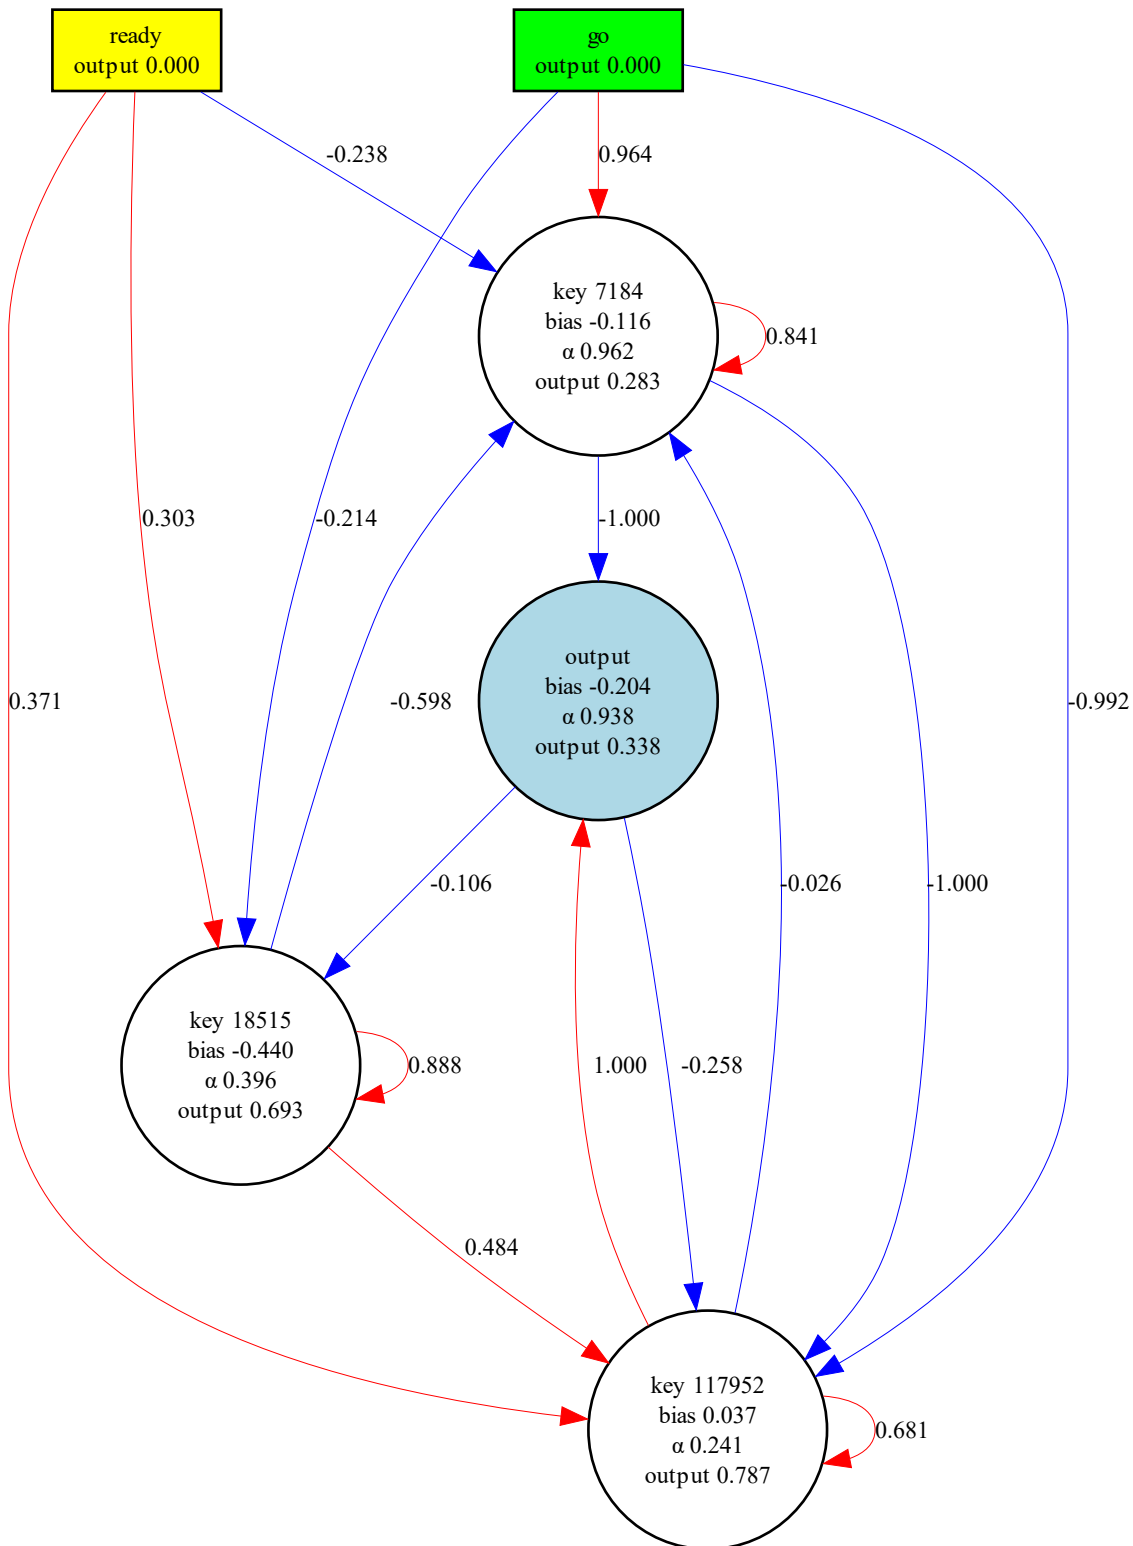 ready
output 0.000
go
output 0.000
-0.238
0.964
key 7184
bias -0.116
α 0.962
output 0.283
0.841
0.303
-0.214
-1.000
output
bias -0.204
α 0.938
output 0.338
0.371
-0.598
-0.992
-0.106
-0.026
-1.000
key 18515
bias -0.440
α 0.396
output 0.693
0.888
1.000
-0.258
0.484
key 117952
bias 0.037
α 0.241
output 0.787
0.681